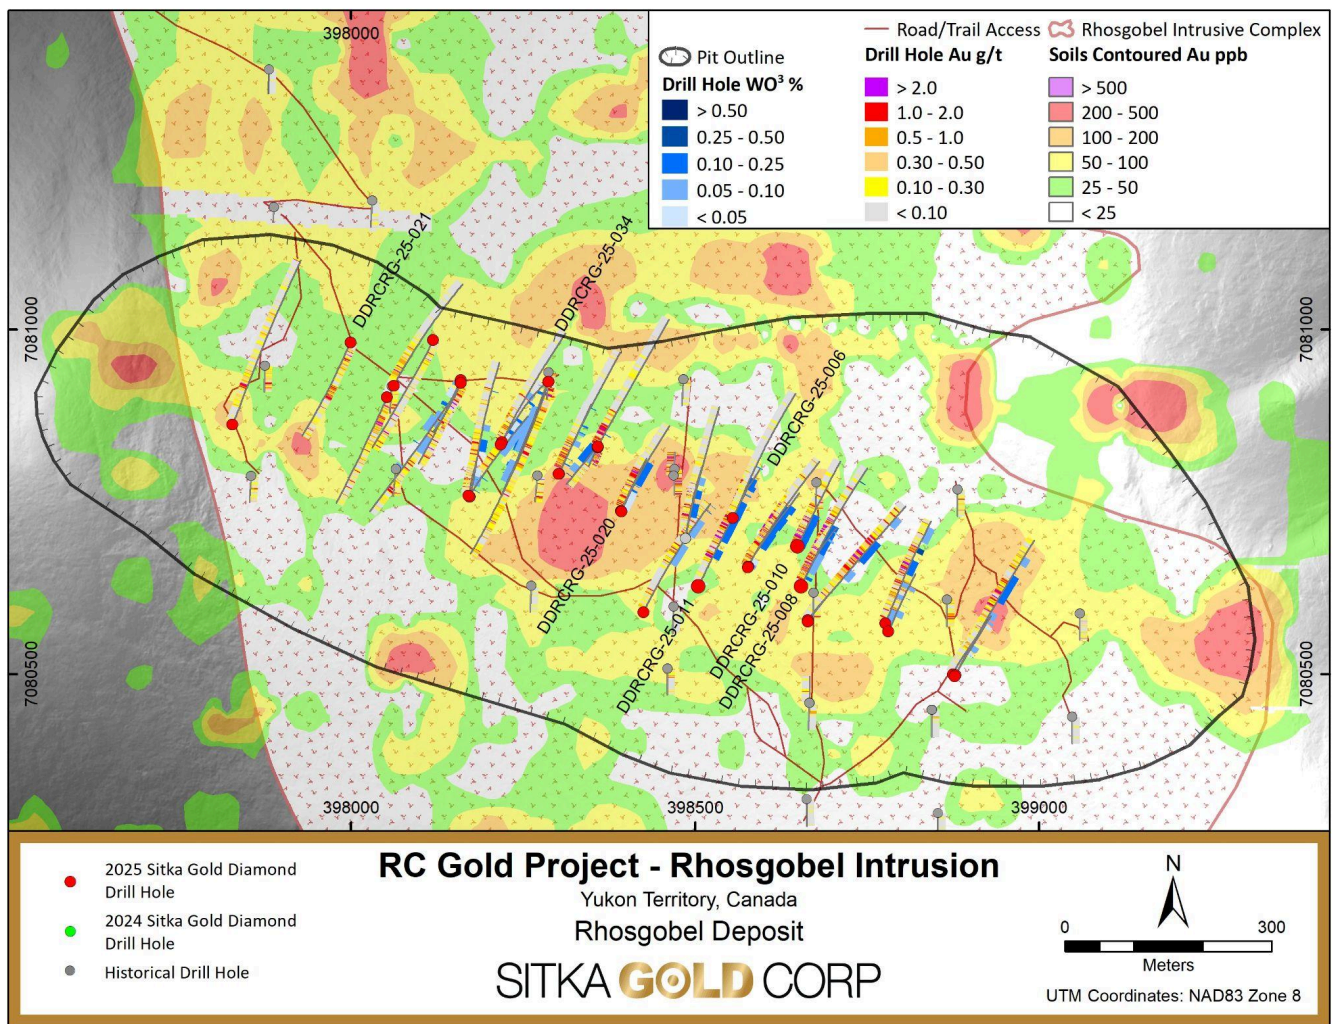 398000
Pit Outline
Drill Hole WO³ %
> 0.50
0.25 - 0.50
0.10 - 0.25
0.05 - 0.10
< 0.05
Road/Trail Access
Drill Hole Au g/t
> 2.0
1.0 - 2.0
0.5 - 1.0
0.30 - 0.50
0.10 - 0.30
< 0.10
Rhosgobel Intrusive Complex
Soils Contoured Au ppb
> 500
200 - 500
100 - 200
50 - 100
25 - 50
< 25
7081000
7081000
DDRCRG-25-021
DDRCRG-25-034
DDRCRG-25-006
DDRCRG-25-020
DDRCRG-25-011
DDRCRG-25-010
DDRCRG-25-008
7080500
7080500
398000
398500
399000
2025 Sitka Gold Diamond
Drill Hole
2024 Sitka Gold Diamond
Drill Hole
Historical Drill Hole
RC Gold Project - Rhosgobel Intrusion
Yukon Territory, Canada
Rhosgobel Deposit
SITKA GOLD CORP
N
0 300
Meters
UTM Coordinates: NAD83 Zone 8